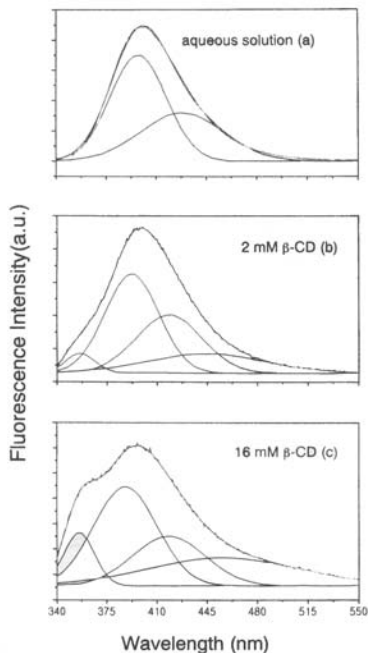 aqueous solution (a)
2 mM β-CD (b)
16 mM β-CD (c)
Fluorescence Intensity(a.u.)
340 375 410 445 480 515 550
Wavelength (nm)